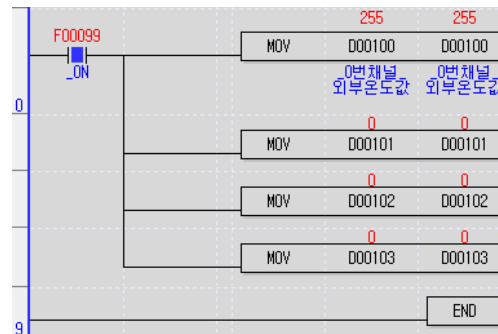 255 255
F00099
MOV D00100 D00100
_ON
_0번채널_ _0번채널_
외부온도값 외부온도값
0
0 0
MOV D00101 D00101
0 0
MOV D00102 D00102
0 0
MOV D00103 D00103
END
9